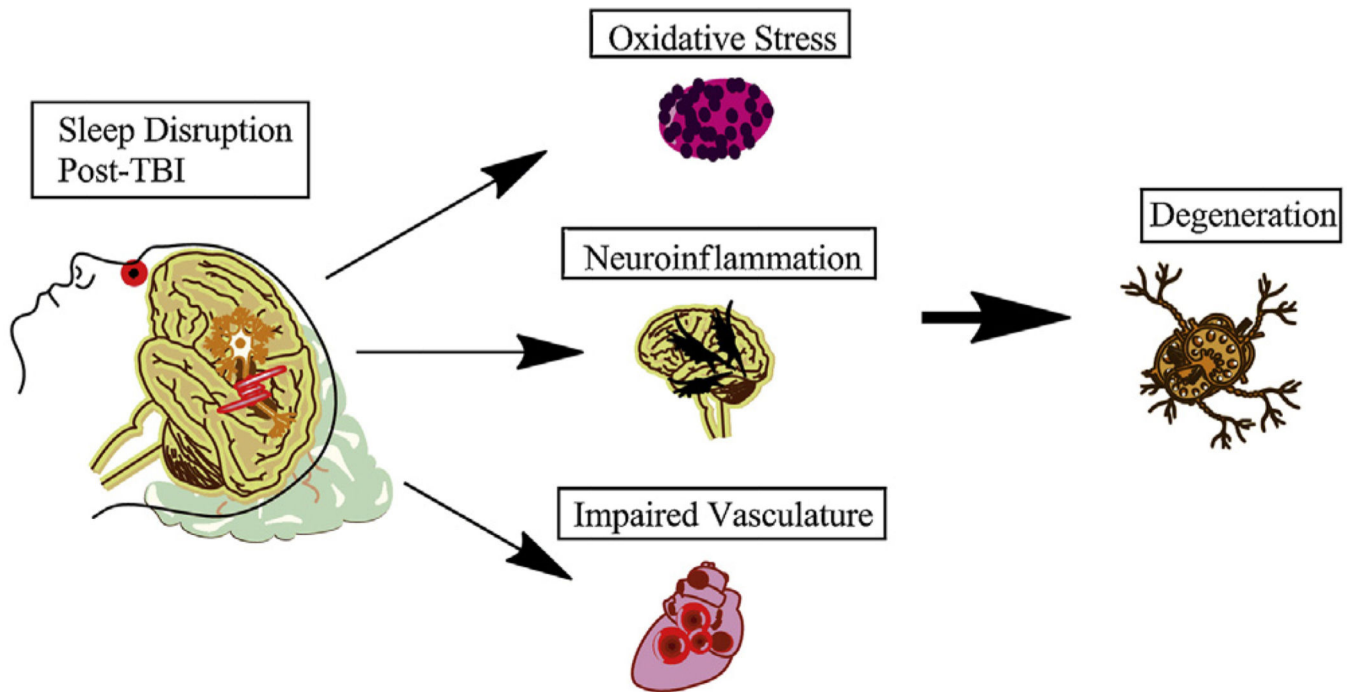 Oxidative Stress
Sleep Disruption
Post-TBI
Neuroinflammation
Degeneration
Impaired Vasculature